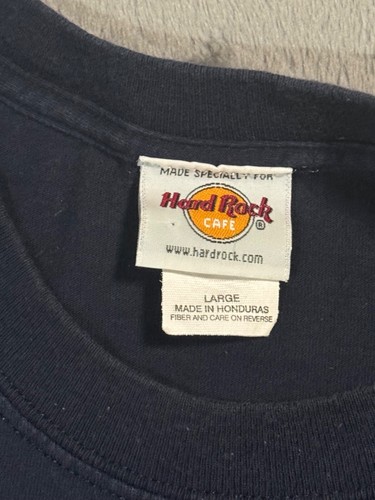 MADE SPECIALLY FOR
Hard Rock
CAFE
®
www.hardrock.com
LARGE
MADE IN HONDURAS
FIBER AND CARE ON REVERSE